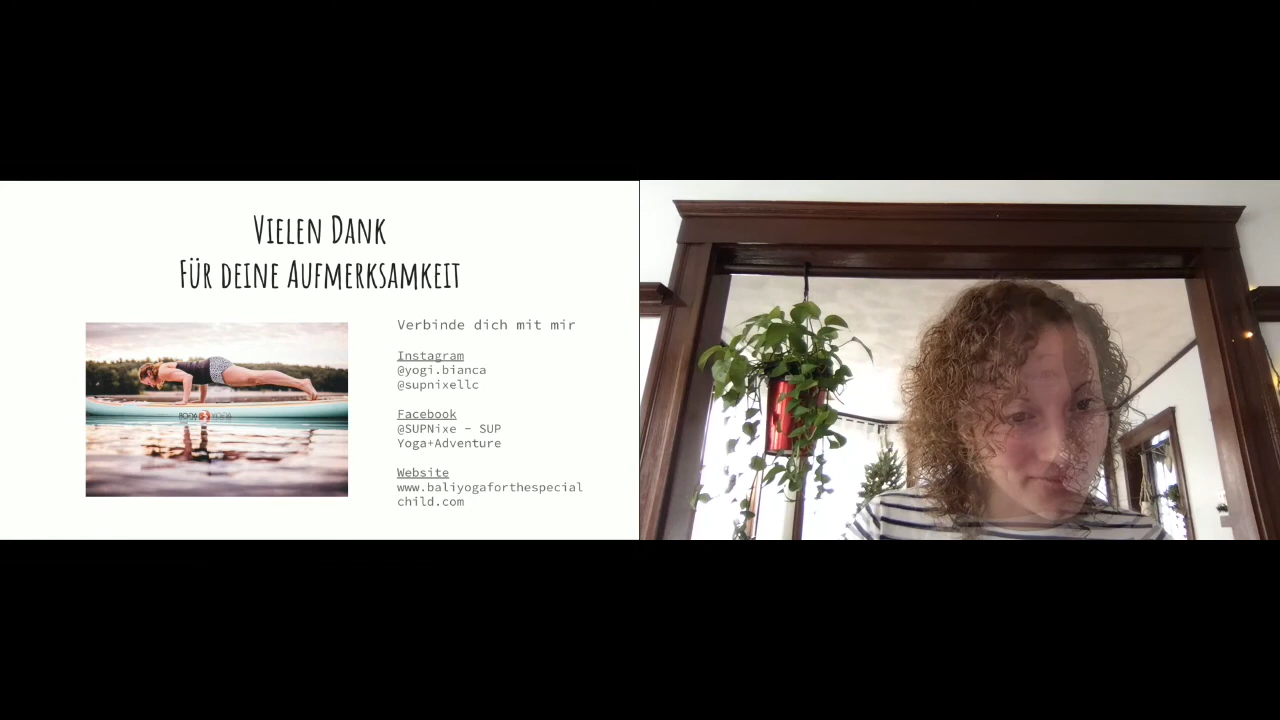 VIELEN DANK
FÜR DEINE AUFMERKSAMKEIT
Verbinde dich mit mir
Instagram
@yogi.bianca
@supnixellc
Facebook
@SUPNixe - SUP
Yoga+Adventure
Website
www.baliyogaforthespecial
child.com